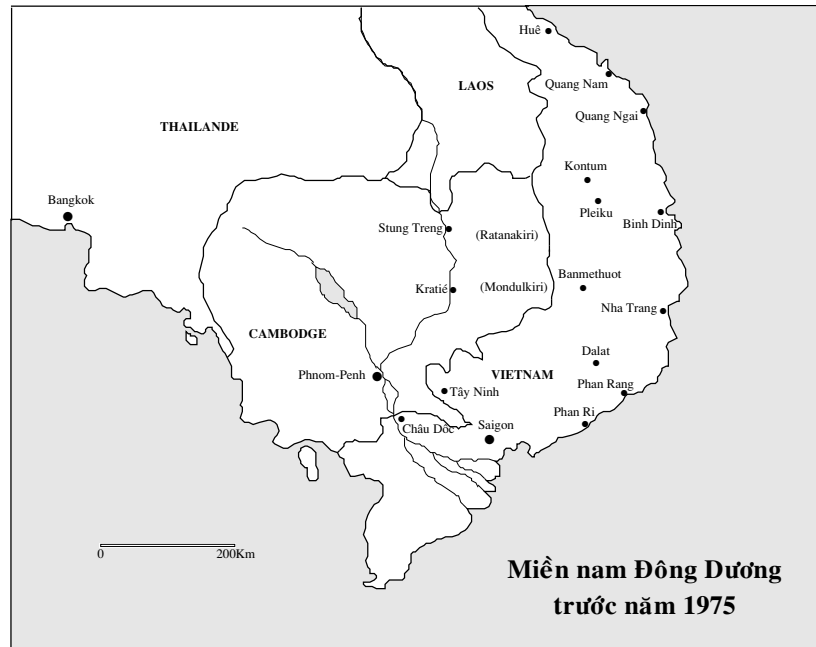 Huê
LAOS
Quang Nam
Quang Ngai
THAILANDE
Kontum
Bangkok
Pleiku
Binh Dinh
Stung Treng
(Ratanakiri)
Banmethuot
Kratié
(Mondulkiri)
Nha Trang
CAMBODGE
Dalat
Phnom-Penh
VIETNAM
Tây Ninh
Phan Rang
Phan Ri
Châu Dôc
Saigon
0
200Km
Miền nam Đông Dương
trước năm 1975